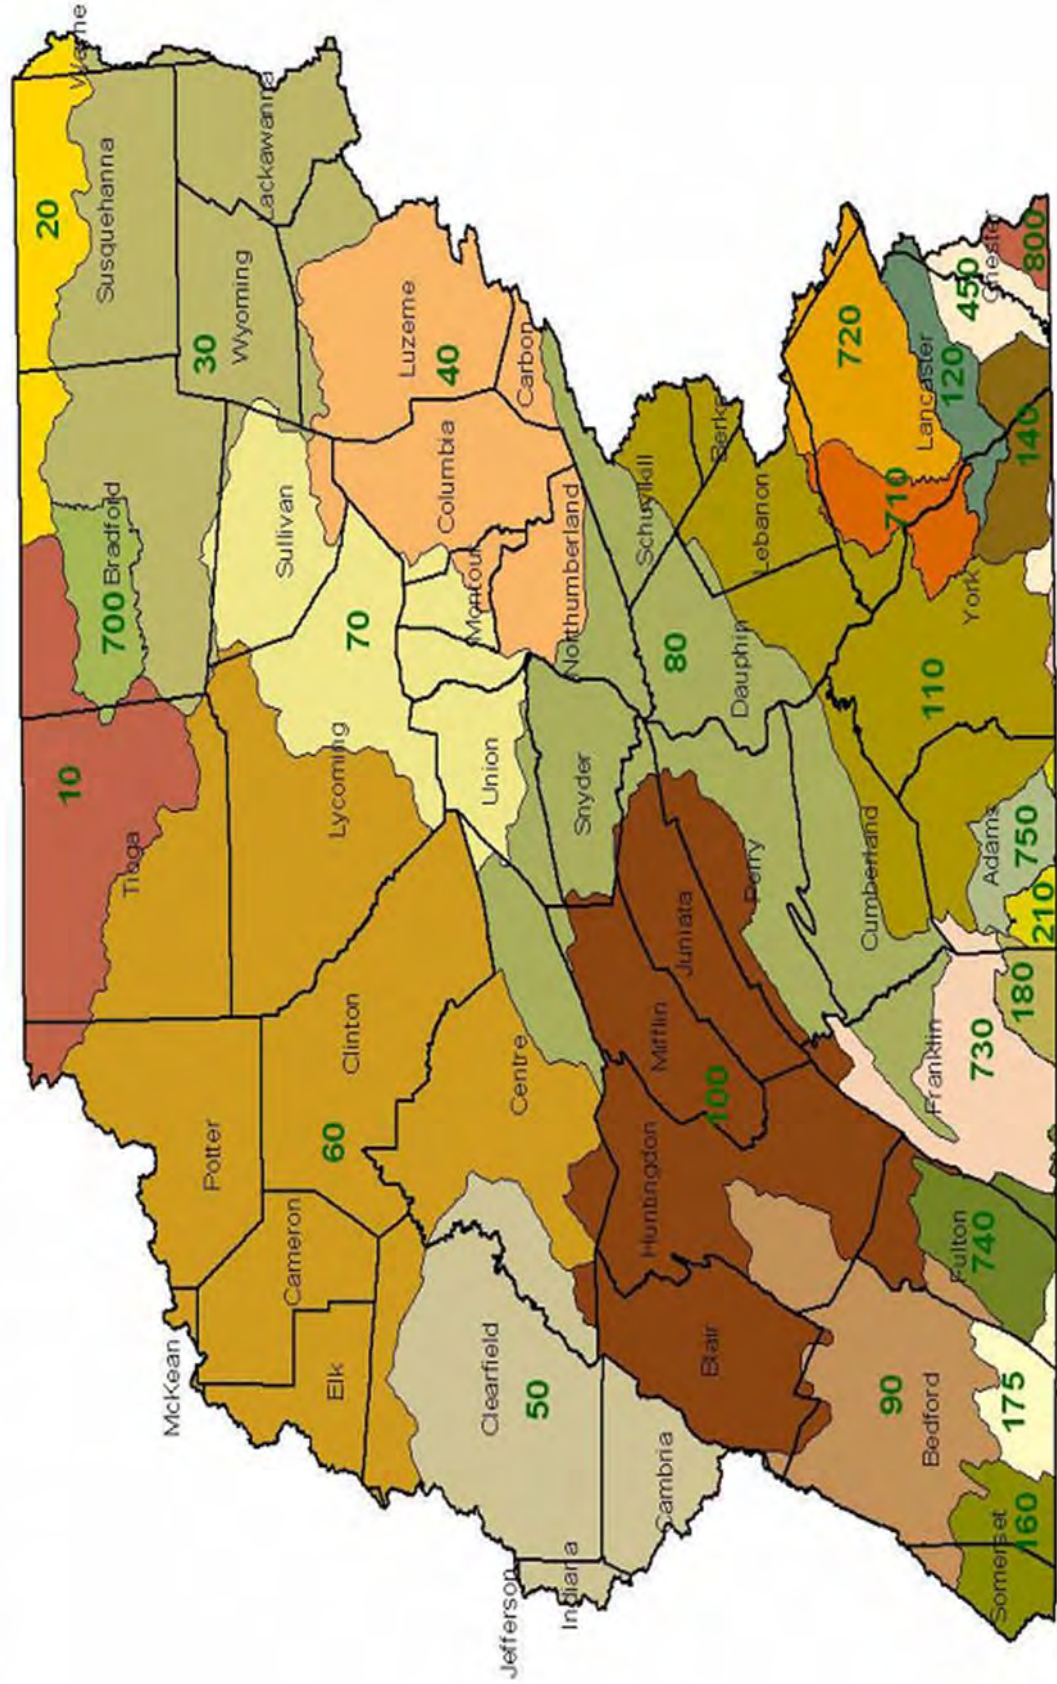 McKean
Potter
Tioga
10
Bradford
700
Susquehanna
20
Wayne
Elk
Cameron
Clinton
60
Lycoming
Sullivan
70
Wyoming
30
Lackawanna
Jefferson
Indiana
Clearfield
50
Centre
Union
Columbia
Luzerne
40
Montour
Carbon
Cambria
Blair
Huntingdon
Mifflin
100
Juniata
Snyder
Northumberland
Schuylkill
80
Dauphin
Lebanon
Berk
Perry
Somerset
160
Bedford
90
175
Fulton
740
Franklin
730
180
Cumberland
Adams
750
210
110
York
710
Lancaster
720
120
140
Chester
450
800